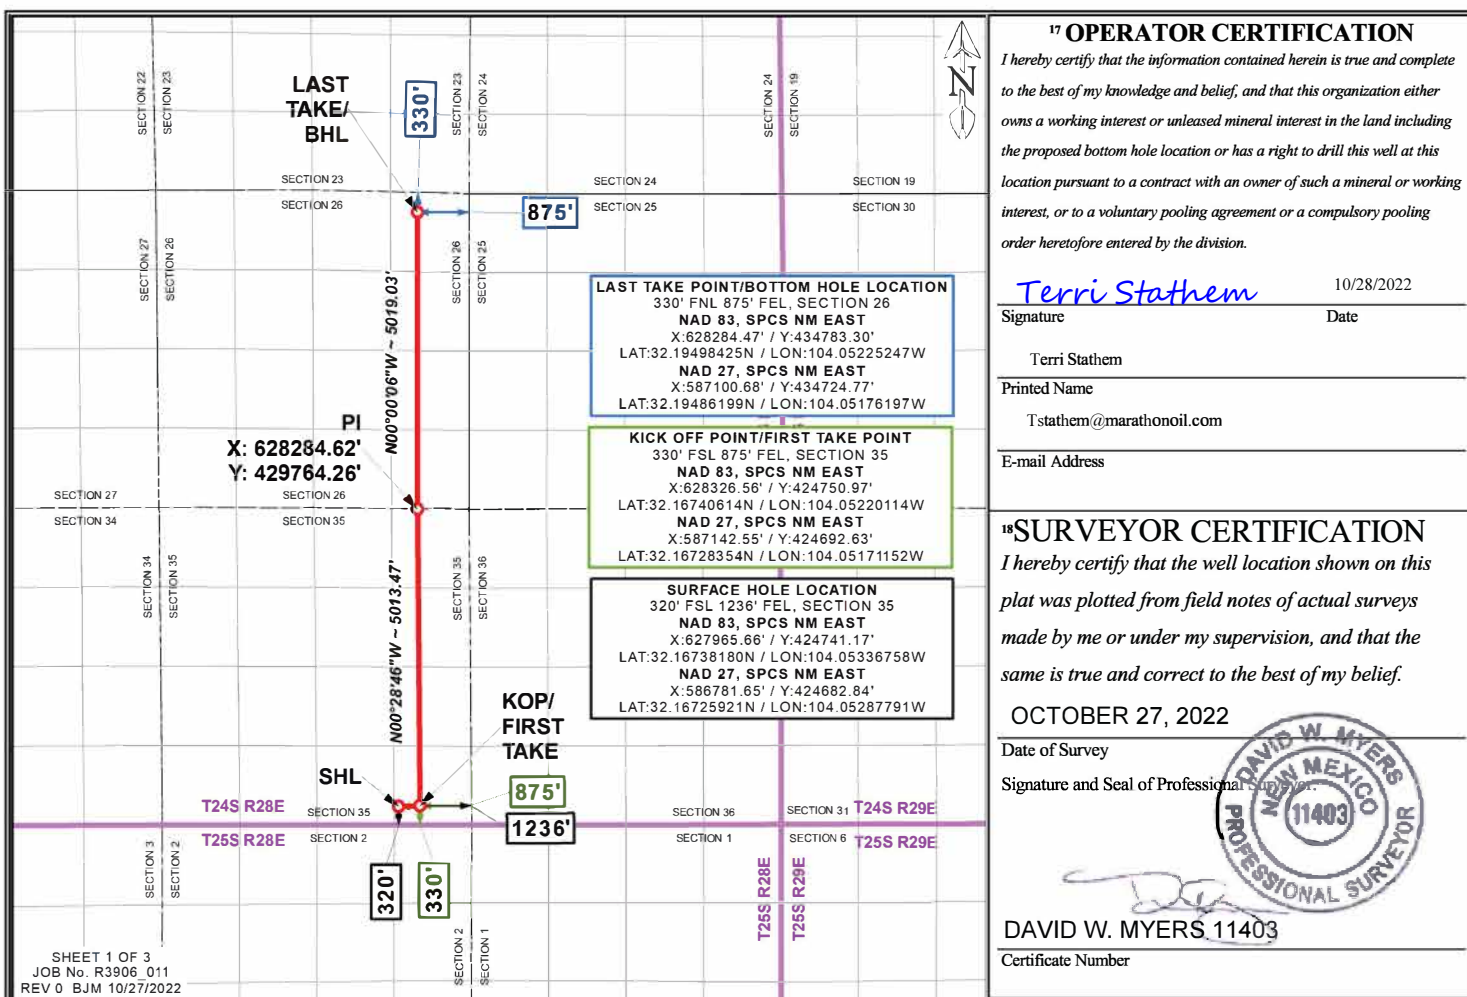 LAST
TAKE/
BHL
330'
SECTION 22
SECTION 23
SECTION 23
SECTION 24
SECTION 24
SECTION 19
N
SECTION 23
SECTION 24
SECTION 19
SECTION 26
SECTION 25
SECTION 30
875'
SECTION 27
SECTION 26
SECTION 26
SECTION 25
N00°00'06"W ~ 5019.03'
LAST TAKE POINT/BOTTOM HOLE LOCATION
330' FNL 875' FEL, SECTION 26
NAD 83, SPCS NM EAST
X:628284.47' / Y:434783.30'
LAT:32.19498425N / LON:104.05225247W
NAD 27, SPCS NM EAST
X:587100.68' / Y:434724.77'
LAT:32.19486199N / LON:104.05176197W
PI
X: 628284.62'
Y: 429764.26'
KICK OFF POINT/FIRST TAKE POINT
330' FSL 875' FEL, SECTION 35
NAD 83, SPCS NM EAST
X:628326.56' / Y:424750.97'
LAT:32.16740614N / LON:104.05220114W
NAD 27, SPCS NM EAST
X:587142.55' / Y:424692.63'
LAT:32.16728354N / LON:104.05171152W
SECTION 27
SECTION 26
SECTION 34
SECTION 35
SECTION 34
SECTION 35
SECTION 35
SECTION 36
N00°28'46"W ~ 5013.47'
SURFACE HOLE LOCATION
320' FSL 1236' FEL, SECTION 35
NAD 83, SPCS NM EAST
X:627965.66' / Y:424741.17'
LAT:32.16738180N / LON:104.05336758W
NAD 27, SPCS NM EAST
X:586781.65' / Y:424682.84'
LAT:32.16725921N / LON:104.05287791W
KOP/
FIRST
TAKE
SHL
875'
1236'
T24S R28E
SECTION 35
SECTION 36
SECTION 31
T24S R29E
T25S R28E
SECTION 2
SECTION 1
SECTION 6
T25S R29E
SECTION 3
SECTION 2
320'
330'
T25S R28E
T25S R29E
SECTION 2
SECTION 1
SHEET 1 OF 3
JOB No. R3906_011
REV 0 BJM 10/27/2022
17 OPERATOR CERTIFICATION
I hereby certify that the information contained herein is true and complete
to the best of my knowledge and belief, and that this organization either
owns a working interest or unleased mineral interest in the land including
the proposed bottom hole location or has a right to drill this well at this
location pursuant to a contract with an owner of such a mineral or working
interest, or to a voluntary pooling agreement or a compulsory pooling
order heretofore entered by the division.
Terri Stathem
10/28/2022
Signature
Date
Terri Stathem
Printed Name
Tstathem@marathonoil.com
E-mail Address
18 SURVEYOR CERTIFICATION
I hereby certify that the well location shown on this
plat was plotted from field notes of actual surveys
made by me or under my supervision, and that the
same is true and correct to the best of my belief.
OCTOBER 27, 2022
Date of Survey
Signature and Seal of Professional Surveyor:
DAVID W. MYERS
NEW MEXICO
11403
PROFESSIONAL SURVEYOR
DAVID W. MYERS 11403
Certificate Number